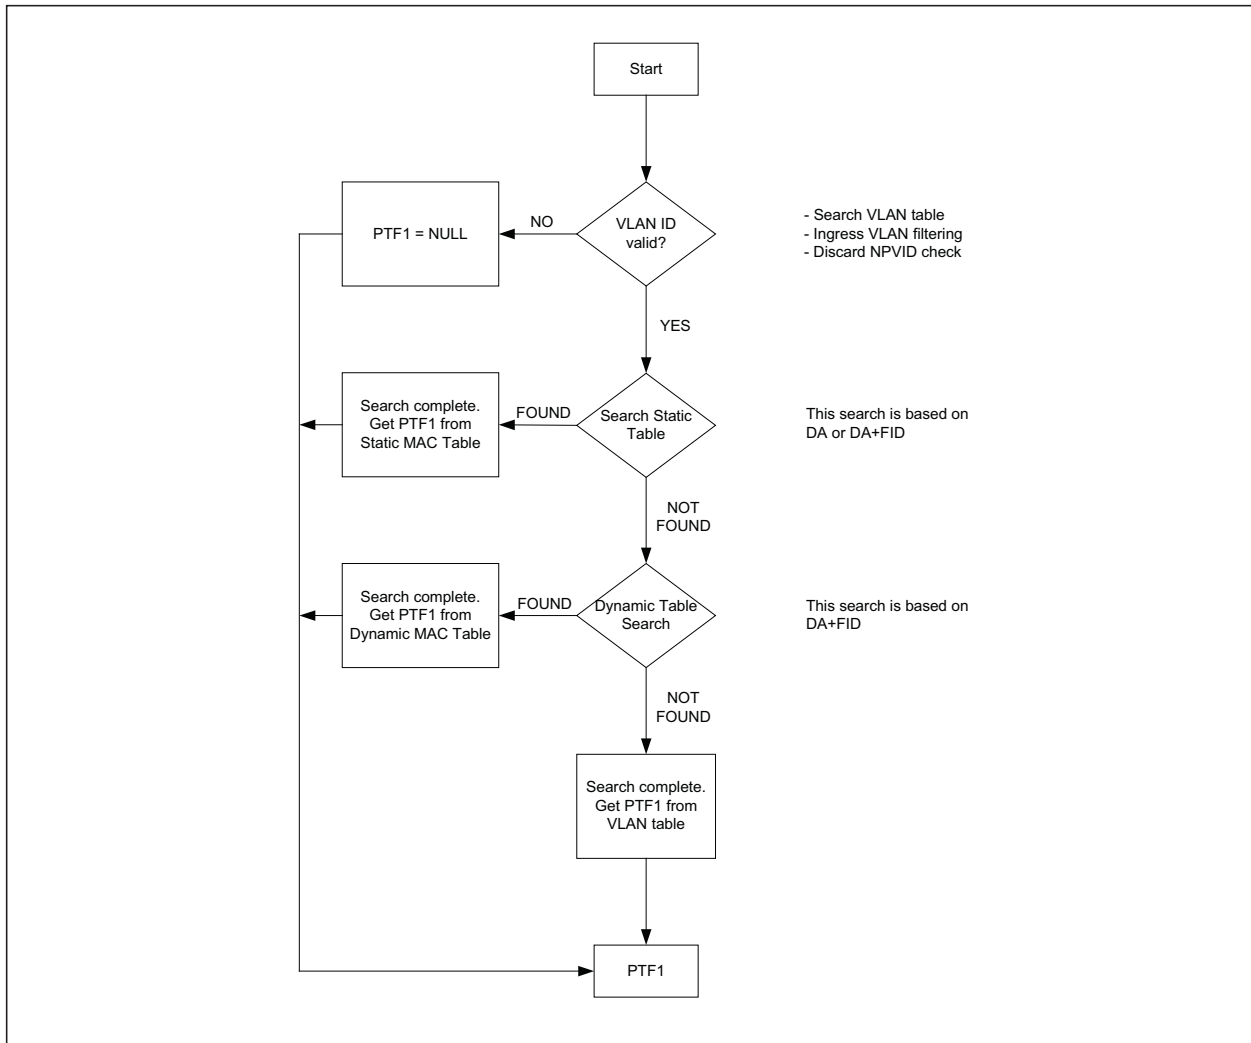 Start
VLAN ID
valid?
NO
PTF1 = NULL
- Search VLAN table
- Ingress VLAN filtering
- Discard NPVID check
YES
Search Static
Table
FOUND
Search complete.
Get PTF1 from
Static MAC Table
This search is based on
DA or DA+FID
NOT
FOUND
Dynamic Table
Search
FOUND
Search complete.
Get PTF1 from
Dynamic MAC Table
This search is based on
DA+FID
NOT
FOUND
Search complete.
Get PTF1 from
VLAN table
PTF1